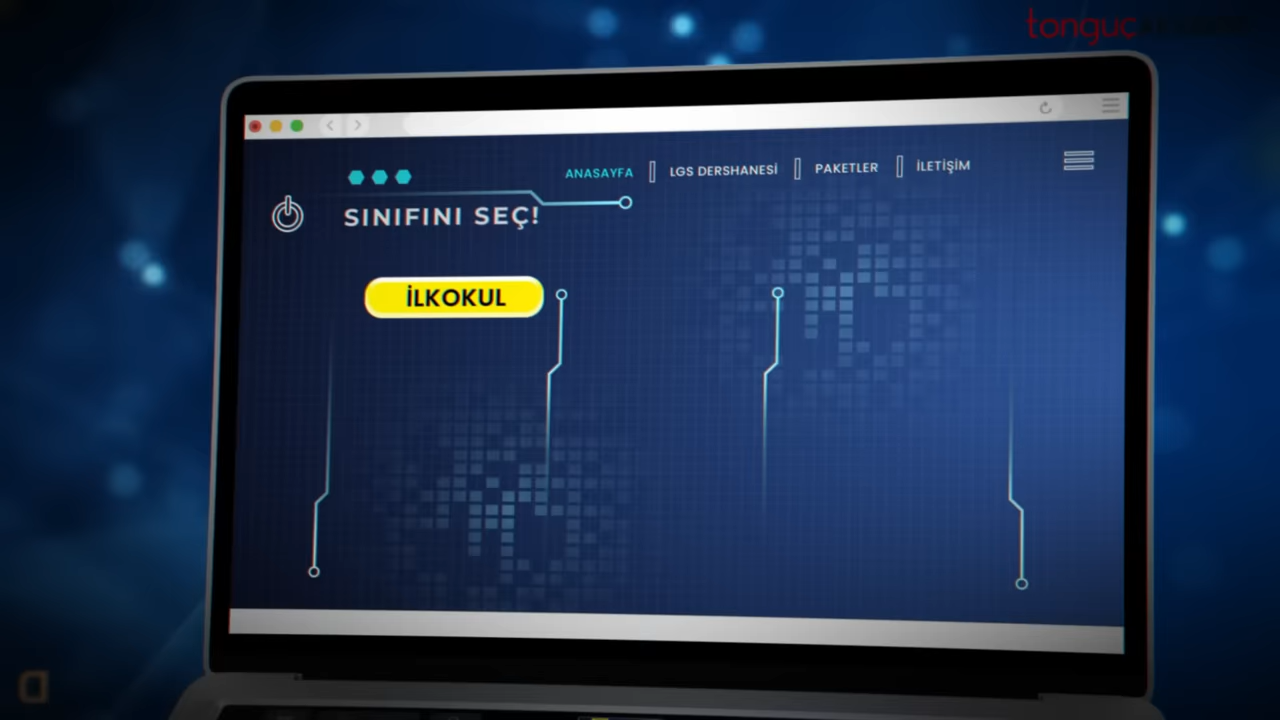 tonguç
ANASAYFA LGS DERSHANESİ PAKETLER İLETİŞİM
SINIFINI SEÇ!
İLKOKUL